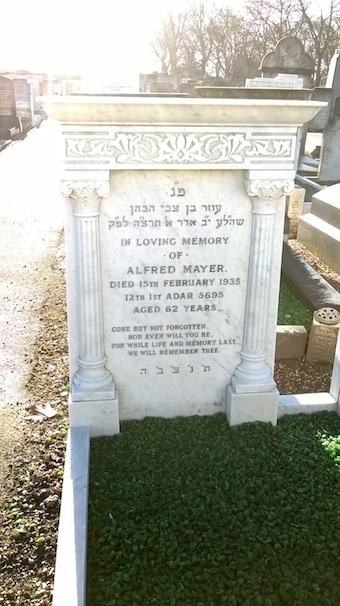 פ״נ
עוזר בן צבי הכהן
שהל״ע י״ב אדר א׳ תרצ״ה לפ״ק
IN LOVING MEMORY
· OF ·
ALFRED MAYER.
DIED 15TH FEBRUARY 1935
12TH 1ST ADAR 5695
AGED 62 YEARS.
GONE BUT NOT FORGOTTEN,
NOR EVER WILL YOU BE.
FOR WHILE LIFE AND MEMORY LAST,
WE WILL REMEMBER THEE.
ת׳ נ׳ צ׳ ב׳ ה׳